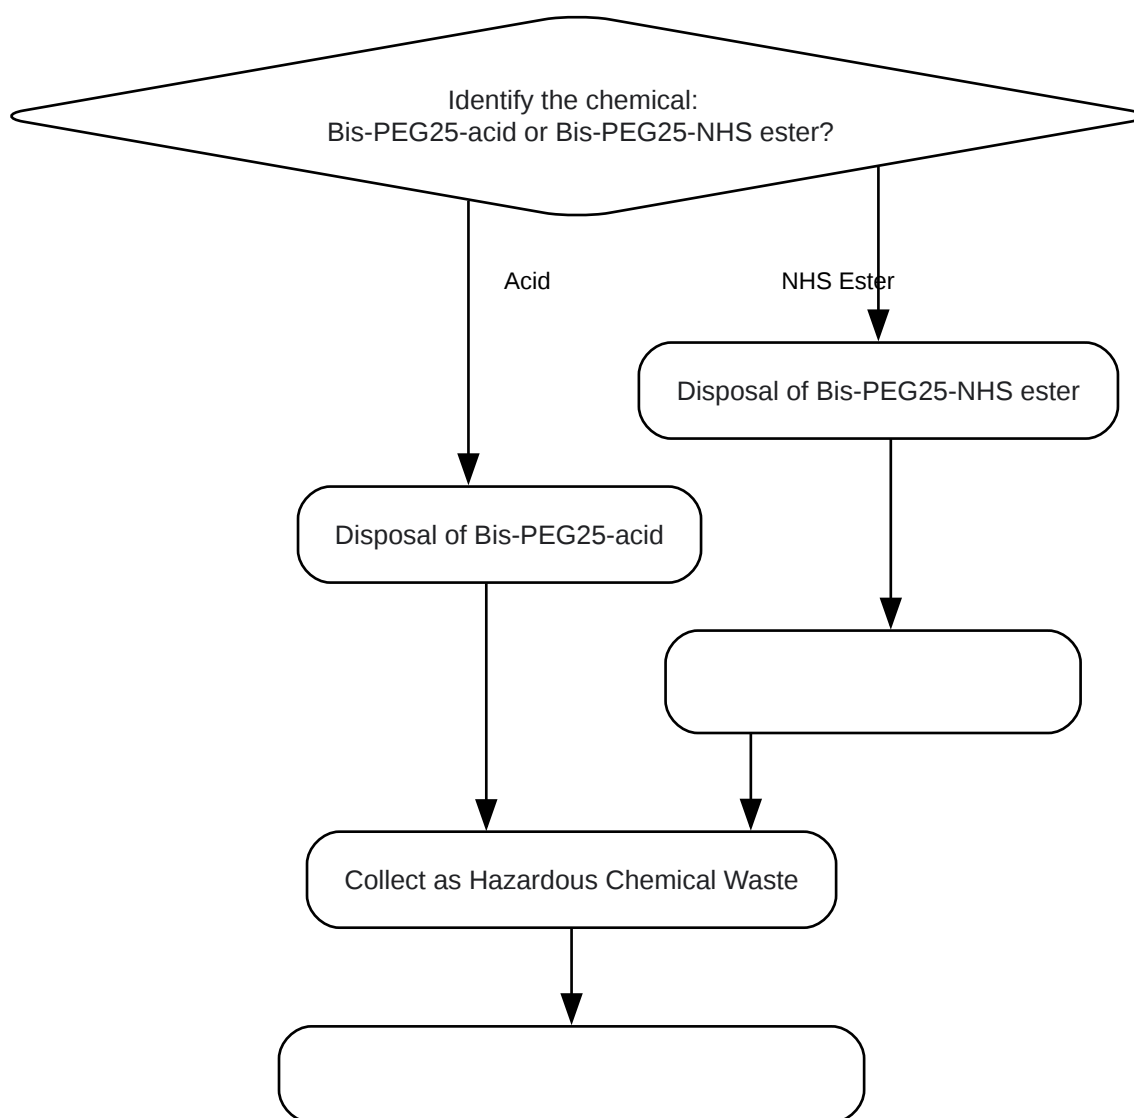 Identify the chemical:
Bis-PEG25-acid or Bis-PEG25-NHS ester?
Acid
NHS Ester
Disposal of Bis-PEG25-NHS ester
Disposal of Bis-PEG25-acid
Collect as Hazardous Chemical Waste